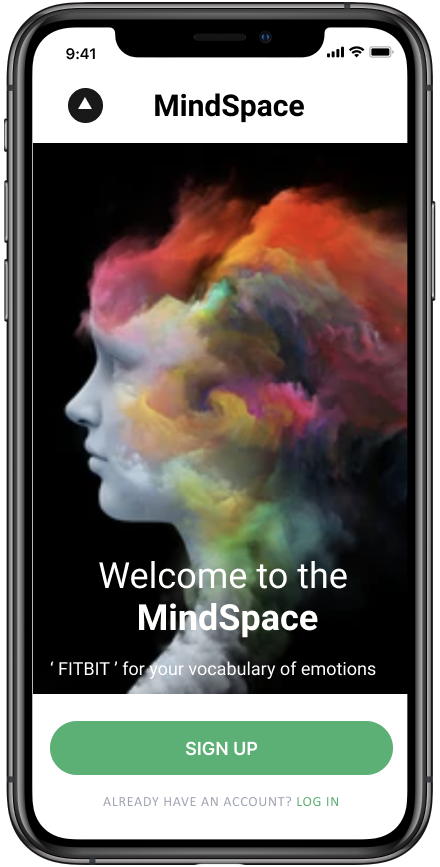 9:41
MindSpace
Welcome to the
MindSpace
‘ FITBIT ’ for your vocabulary of emotions
SIGN UP
ALREADY HAVE AN ACCOUNT? LOG IN